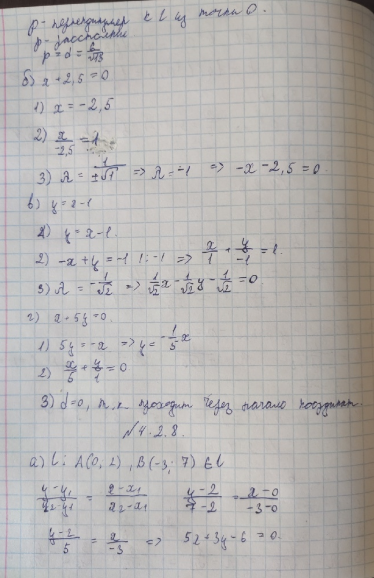 p - перпендикуляр к l из точки O.
p - расстояние
p = d = 6/√13
б) x + 2,5 = 0
1) x = -2,5
2) x/-2,5 = 1
3) λ = 1/±√1 => λ = -1 => -x - 2,5 = 0
в) y = x - 1
1) y = x - 1.
2) -x + y = -1 |: -1 => x/1 + y/-1 = 1.
3) λ = -1/√2 => 1/√2 x - 1/√2 y - 1/√2 = 0
г) x + 5y = 0
1) 5y = -x => y = -1/5 x
2) x/5 + y/1 = 0
3) d = 0, т.к. проходит через начало координат.
№4.2.8.
а) l: A(0, 2), B(-3; 7) ∈ l
y-y₁/y₂-y₁ = x-x₁/x₂-x₁ y-2/7-2 = x-0/-3-0
y-2/5 = x/-3 => 5x + 3y - 6 = 0.